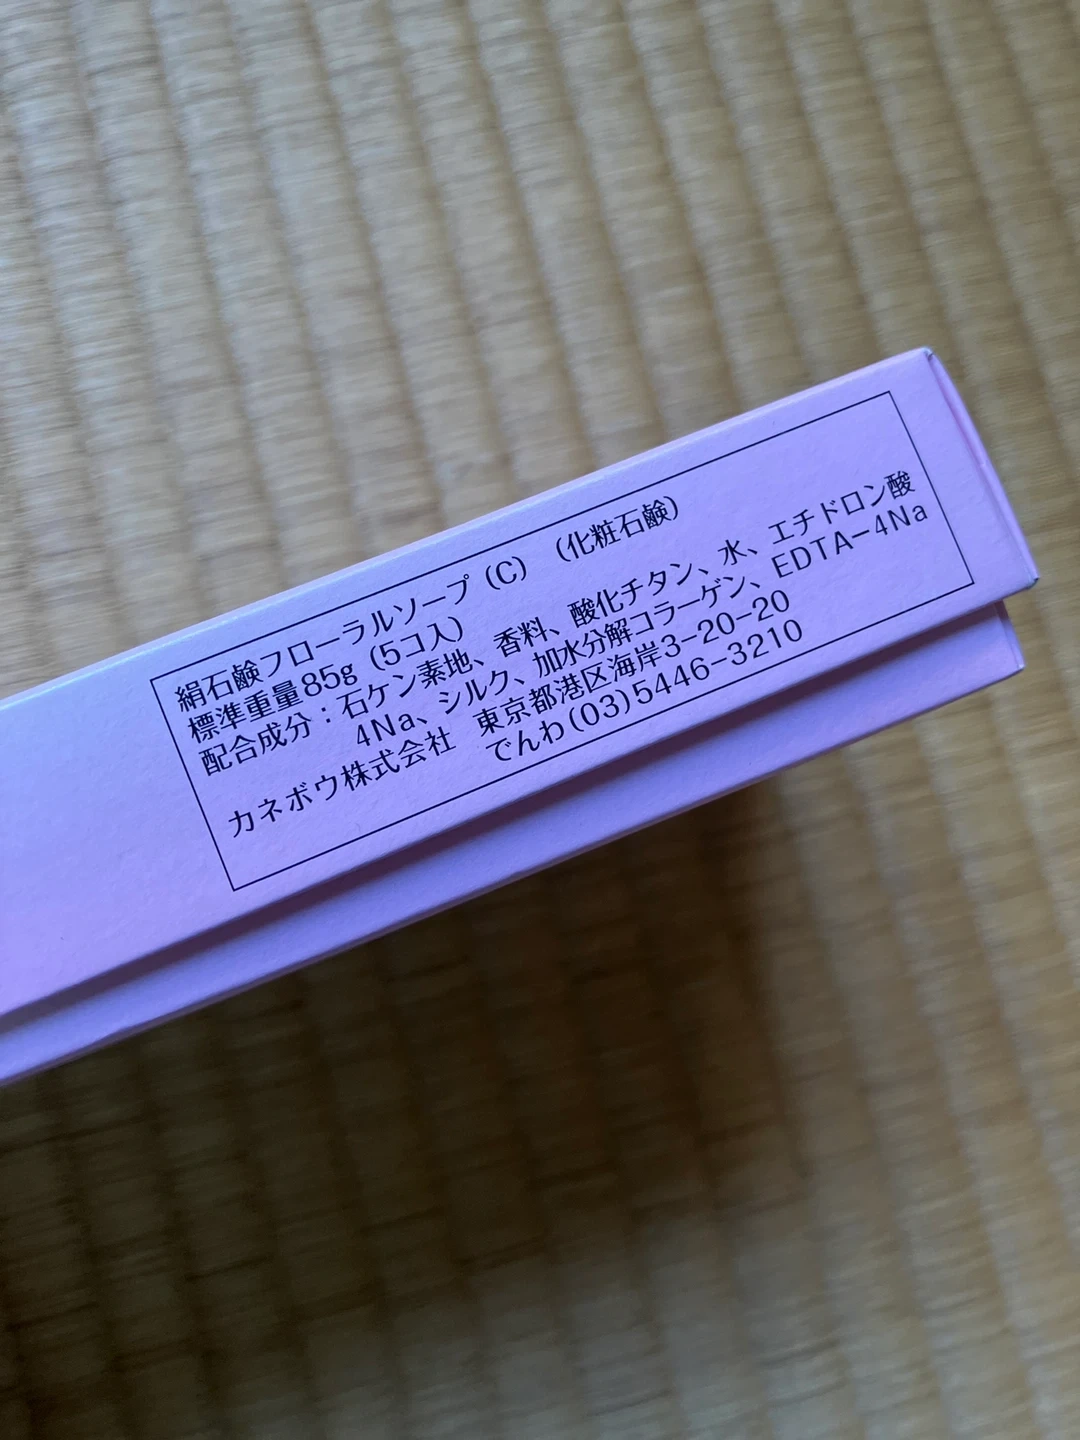 絹石鹸フローラルソープ（C）（化粧石鹸）
標準重量85g（5コ入）
配合成分：石ケン素地、香料、酸化チタン、水、エチドロン酸
4Na、シルク、加水分解コラーゲン、EDTA−4Na
カネボウ株式会社 東京都港区海岸3−20−20
でんわ(03)5446−3210